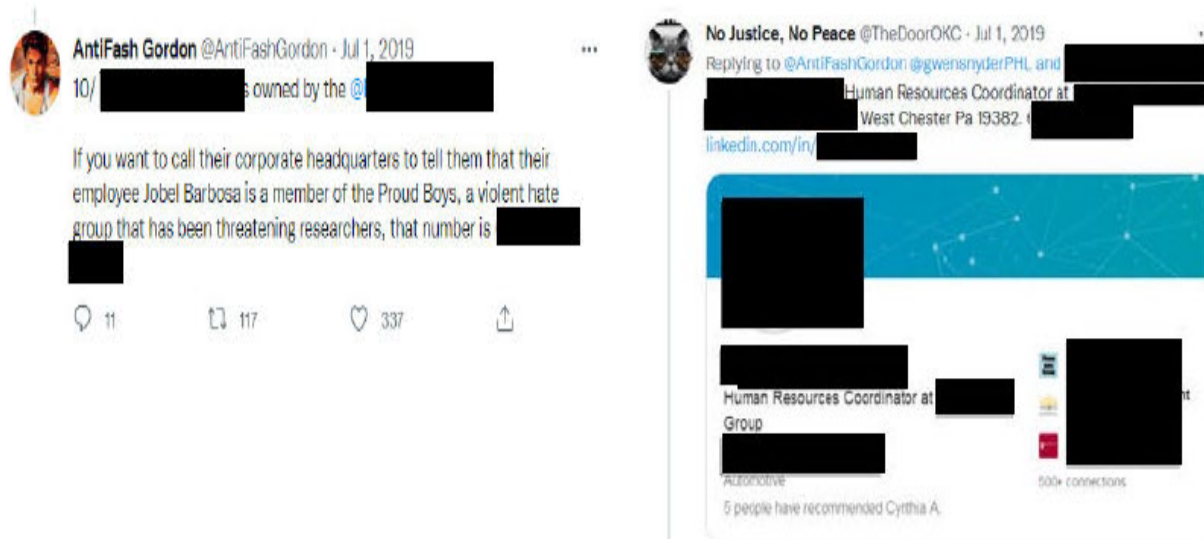 AntiFash Gordon @AntiFashGordon · Jul 1, 2019
10/ s owned by the @
If you want to call their corporate headquarters to tell them that their
employee Jobel Barbosa is a member of the Proud Boys, a violent hate
group that has been threatening researchers, that number is
11 117 337
No Justice, No Peace @TheDoorOKC · Jul 1, 2019
Replying to @AntiFashGordon @gwensnyderPHL and
Human Resources Coordinator at
West Chester Pa 19382.
linkedin.com/in/
Human Resources Coordinator at nt
Group
Automotive
500+ connections
5 people have recommended Cynthia A.